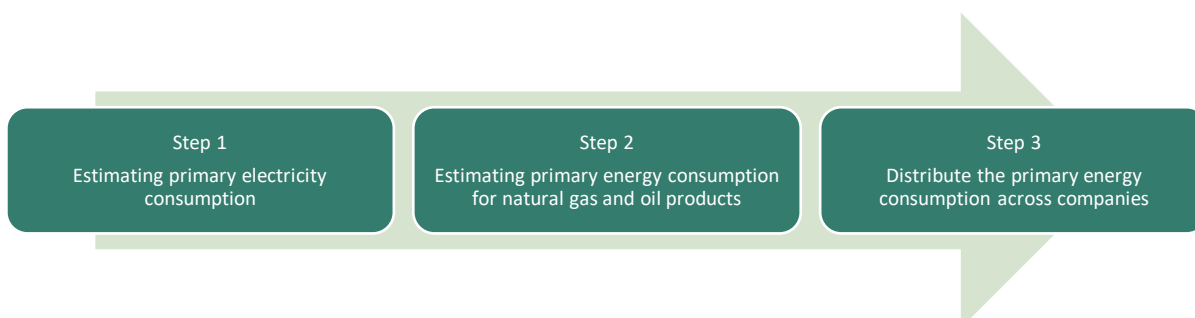 Step 1
Estimating primary electricity
consumption
Step 2
Estimating primary energy consumption
for natural gas and oil products
Step 3
Distribute the primary energy
consumption across companies